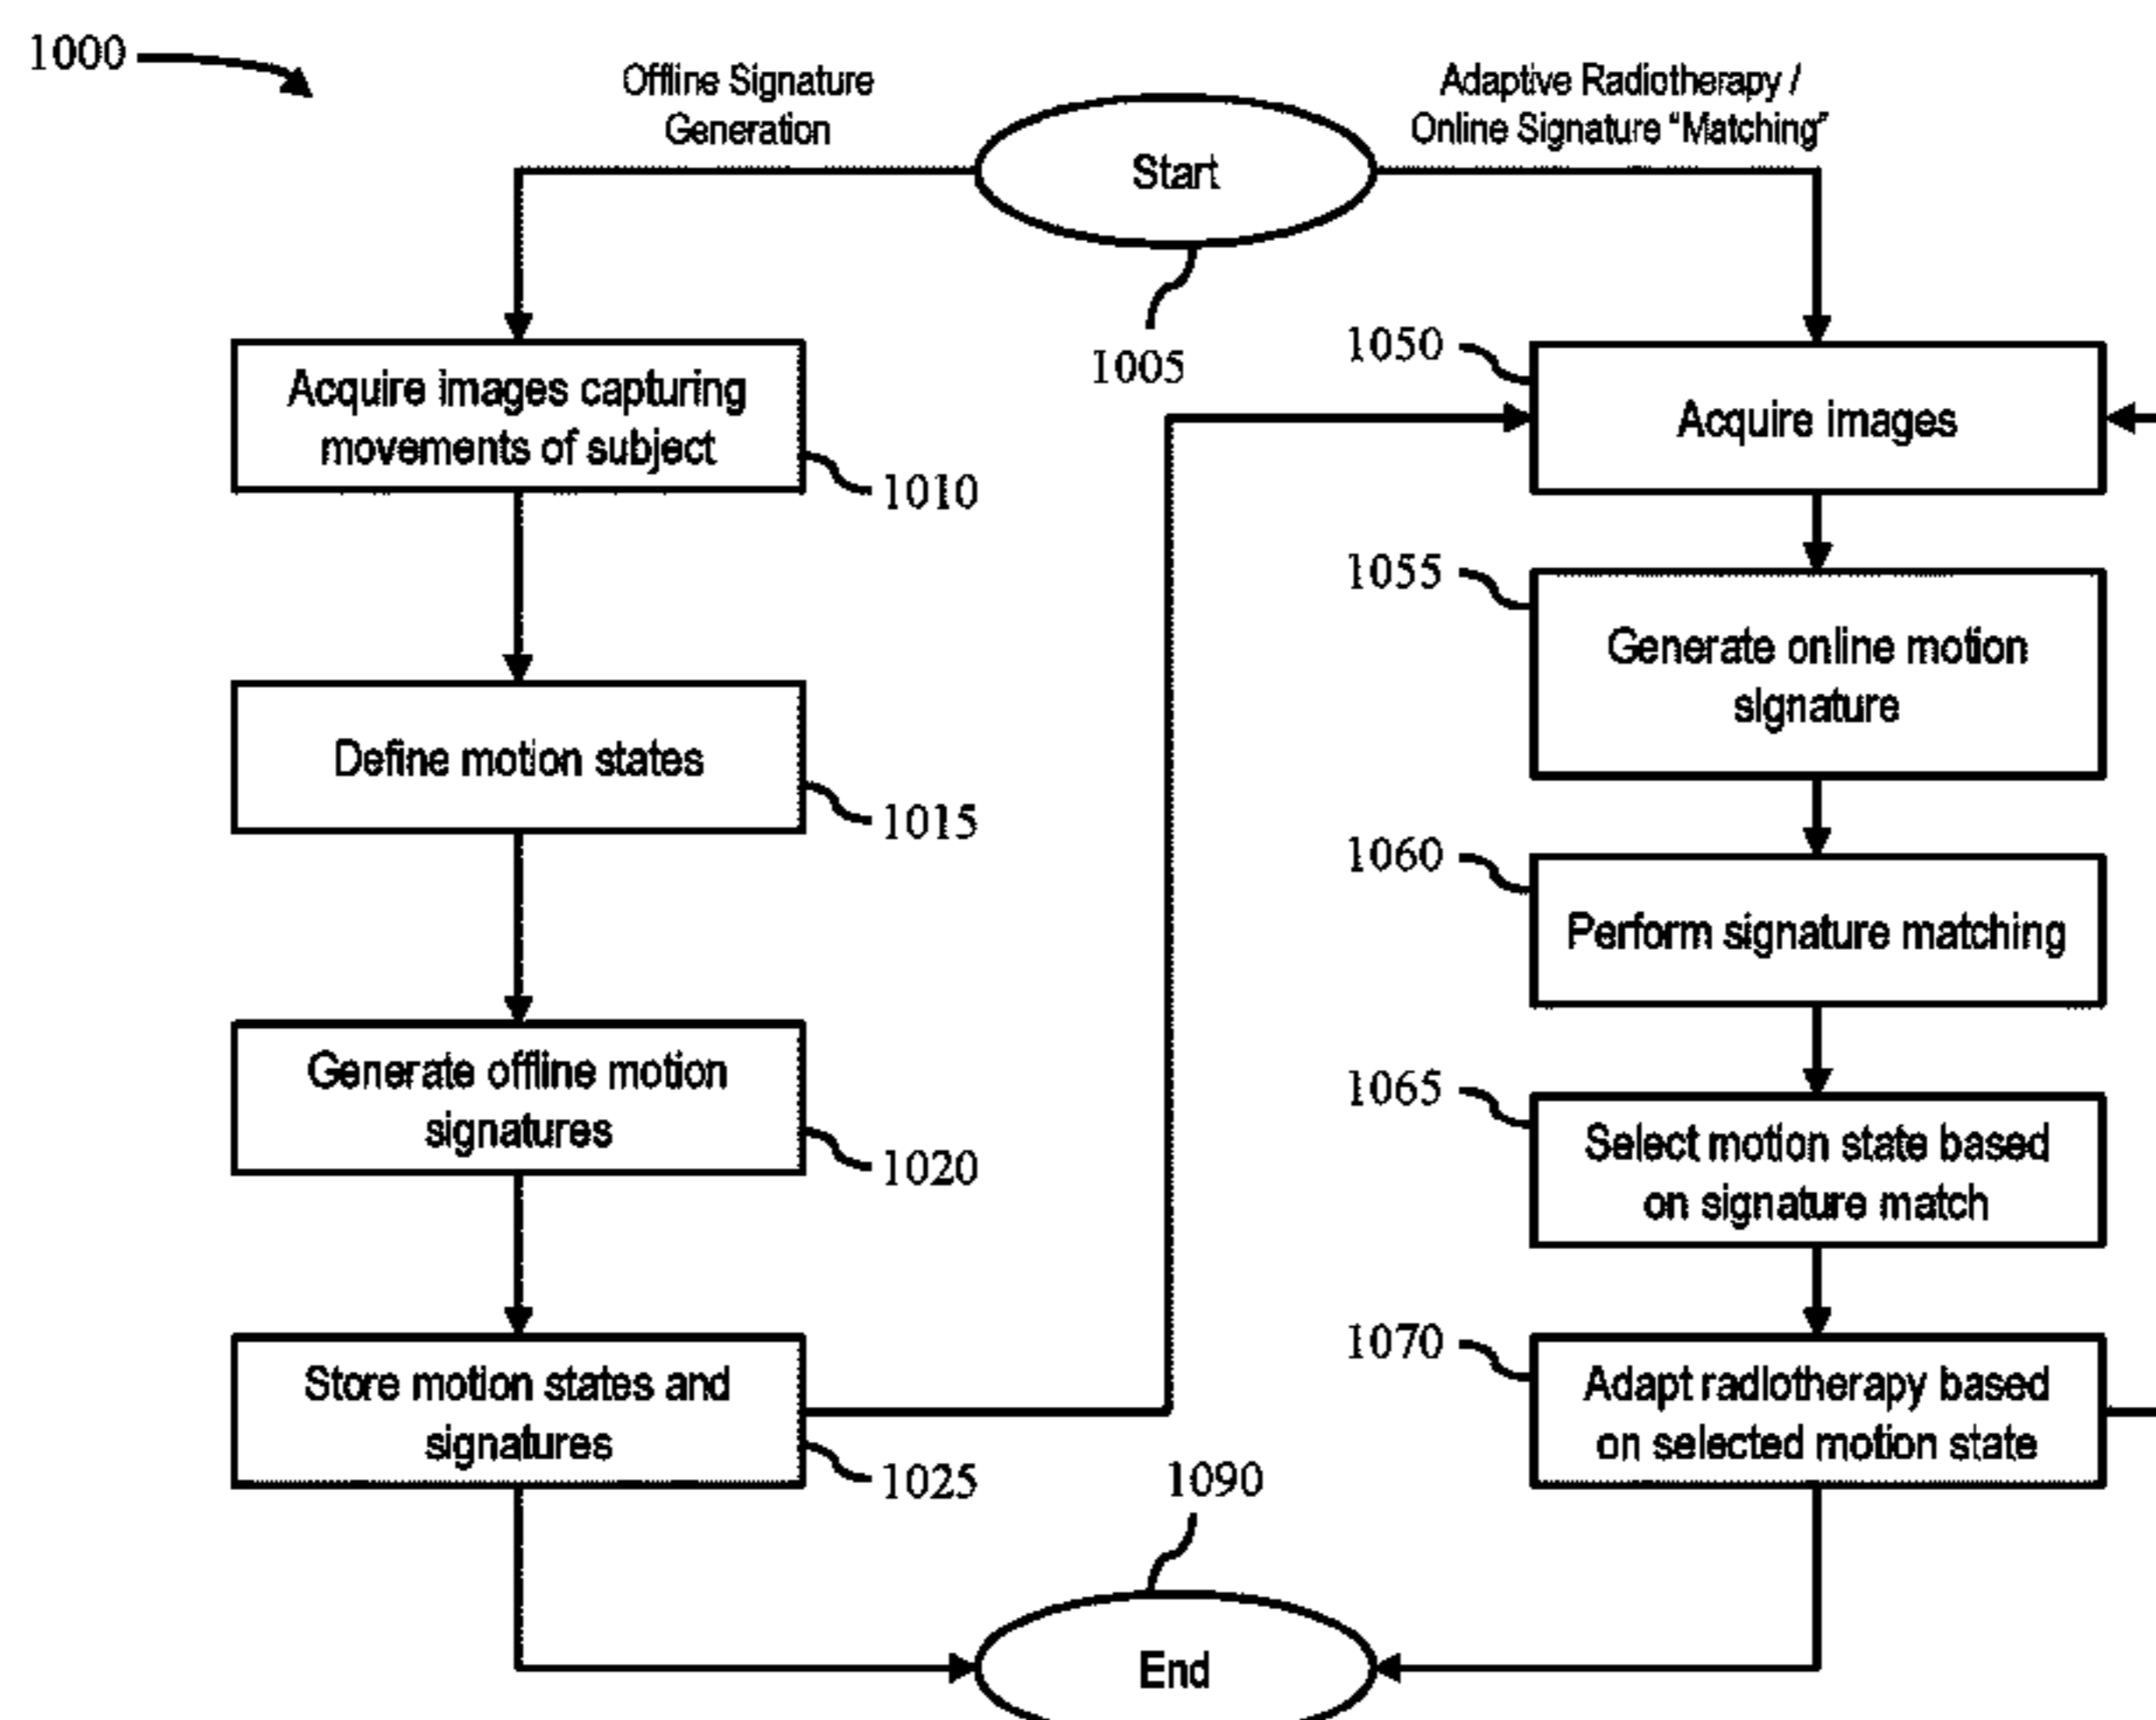 1000
Offline Signature
Generation
Adaptive Radiotherapy /
Online Signature “Matching”
Start
1005
Acquire images capturing
movements of subject
1010
Define motion states
1015
Generate offline motion
signatures
1020
Store motion states and
signatures
1025
1050
Acquire images
1055
Generate online motion
signature
1060
Perform signature matching
1065
Select motion state based
on signature match
1070
Adapt radiotherapy based
on selected motion state
1090
End